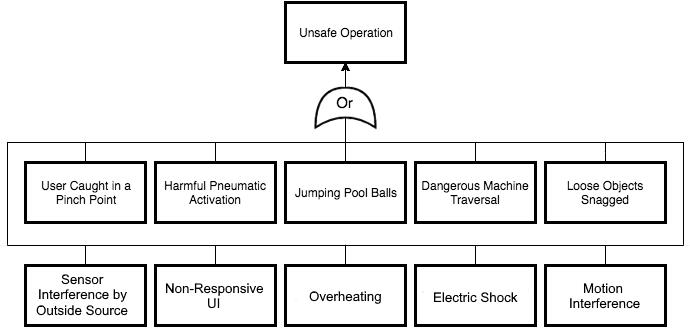 Unsafe Operation
Or
User Caught in a
Pinch Point
Harmful Pneumatic
Activation
Jumping Pool Balls
Dangerous Machine
Traversal
Loose Objects
Snagged
Sensor
Interference by
Outside Source
Non-Responsive
UI
Overheating
Electric Shock
Motion
Interference